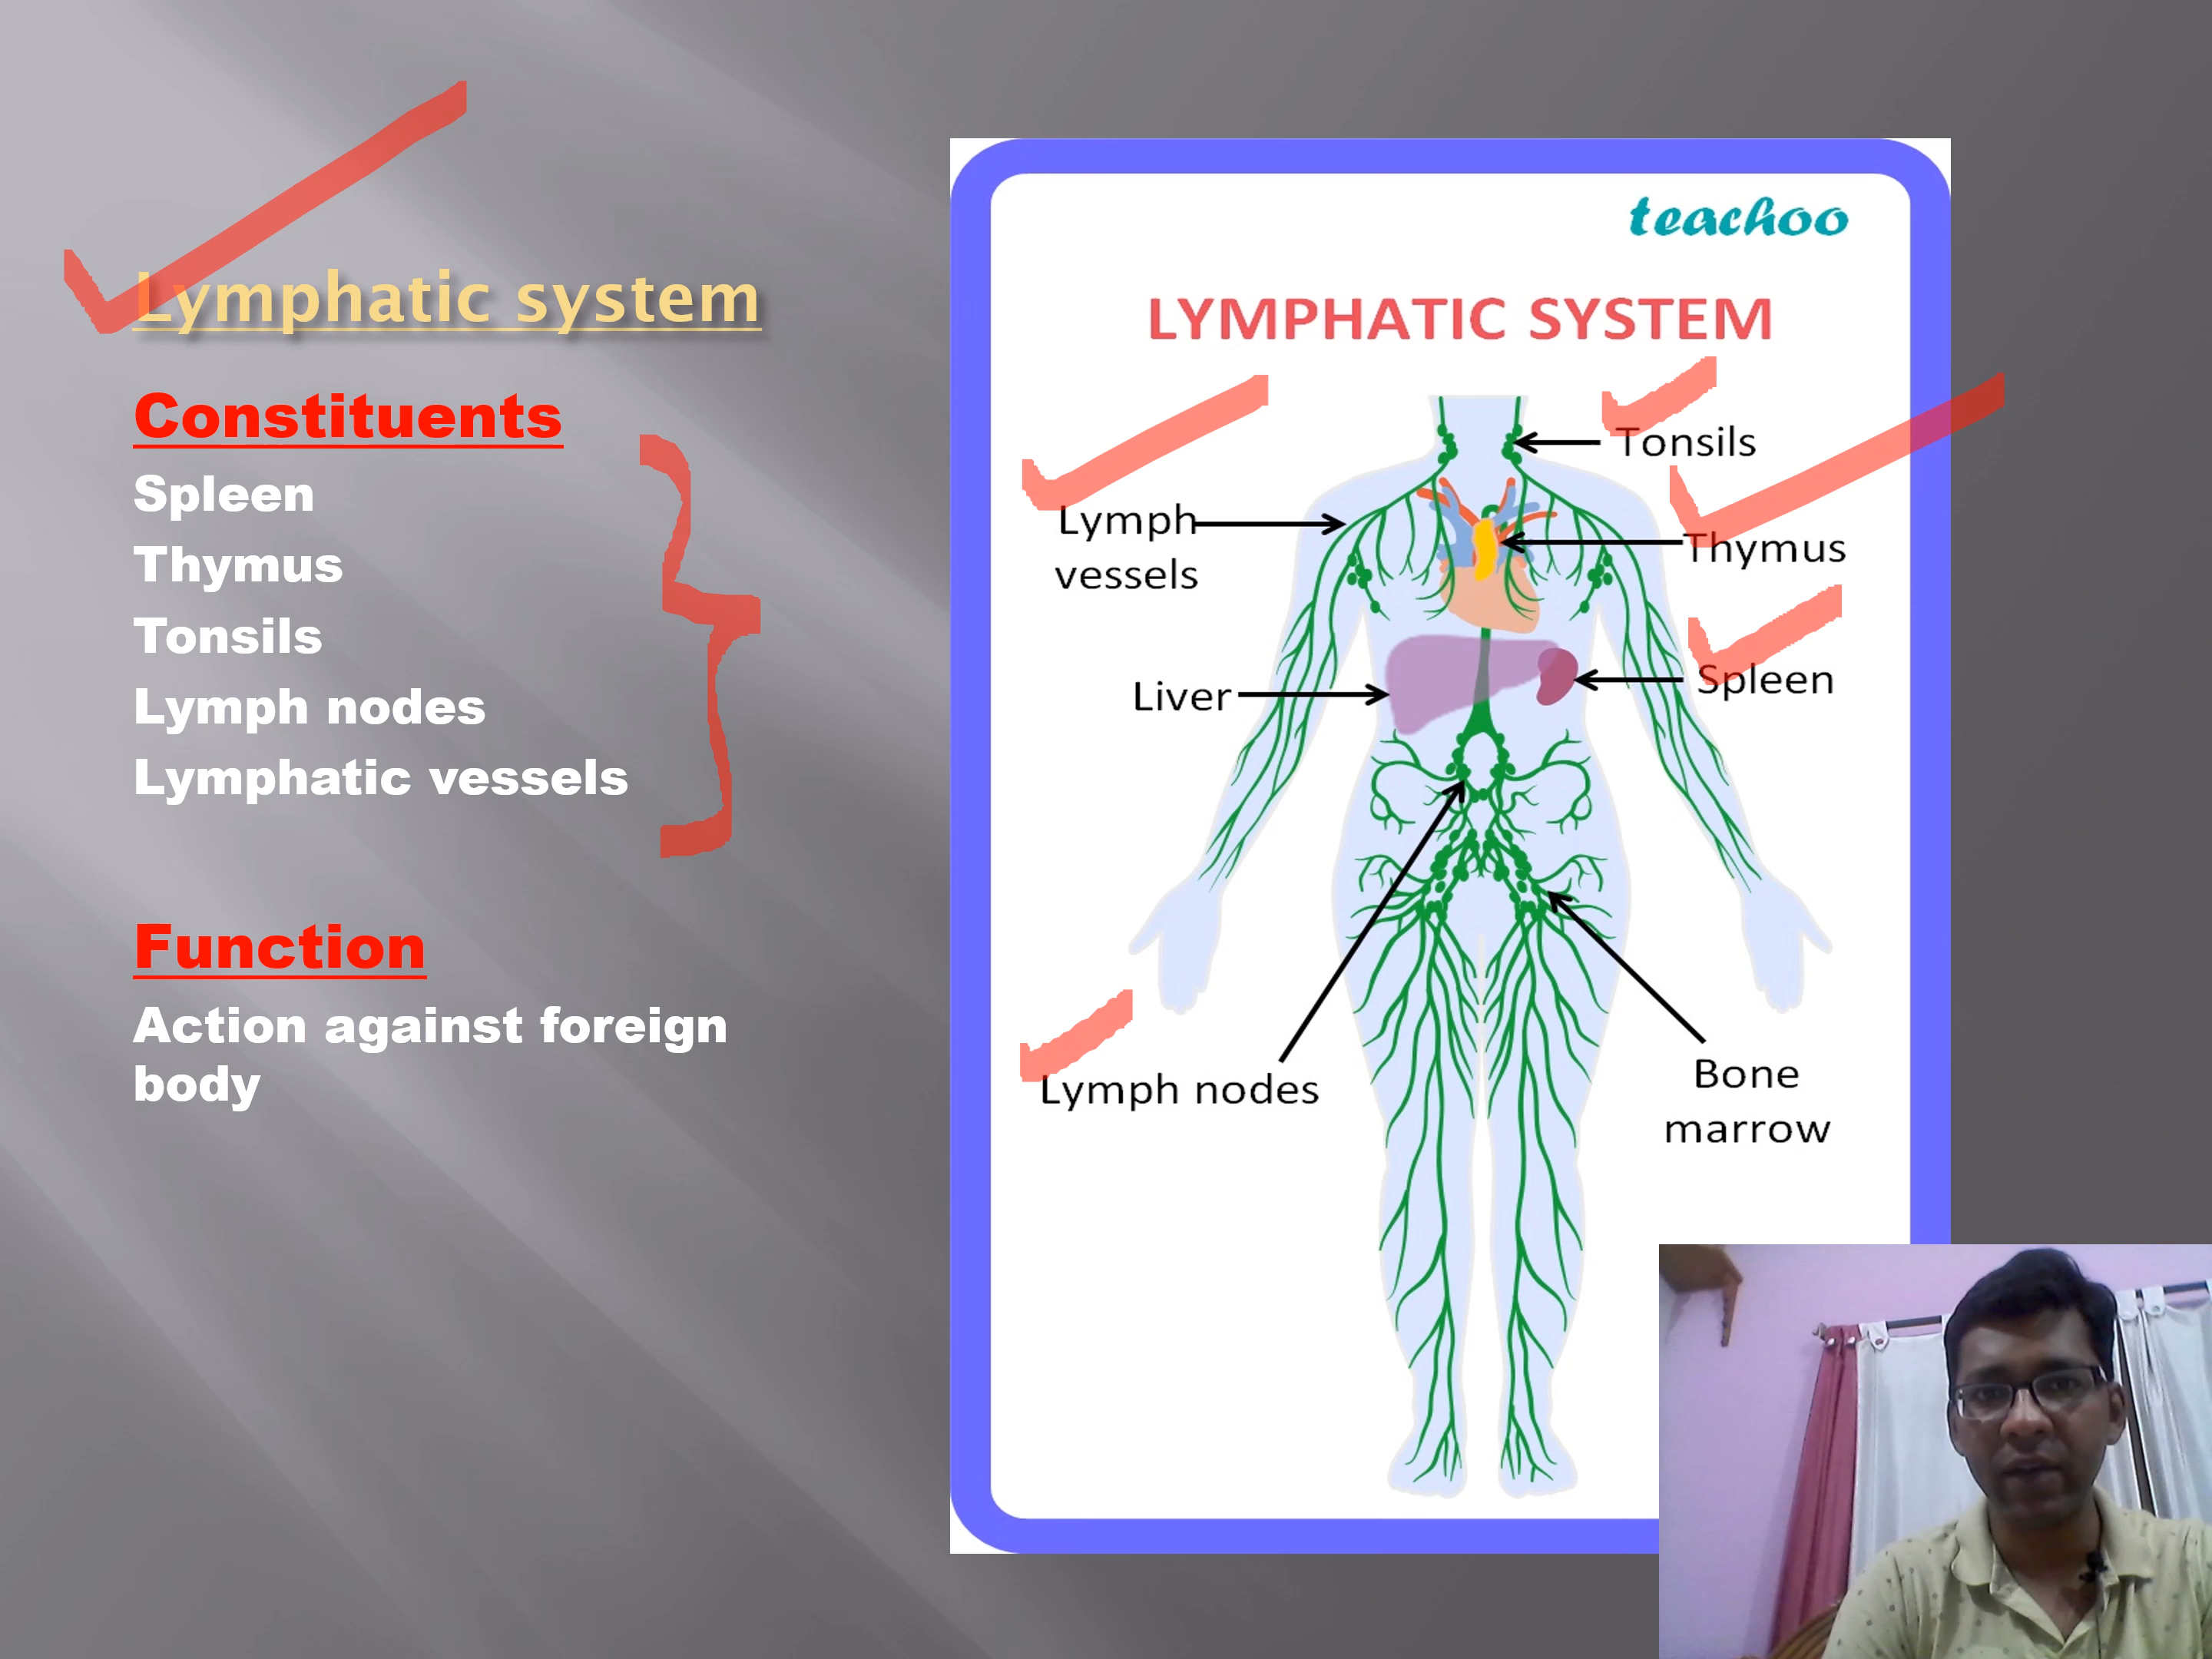 Lymphatic system
Constituents
Spleen
Thymus
Tonsils
Lymph nodes
Lymphatic vessels
Function
Action against foreign
body
teachoo
LYMPHATIC SYSTEM
Tonsils
Lymph
vessels
Thymus
Liver
Spleen
Lymph nodes
Bone
marrow